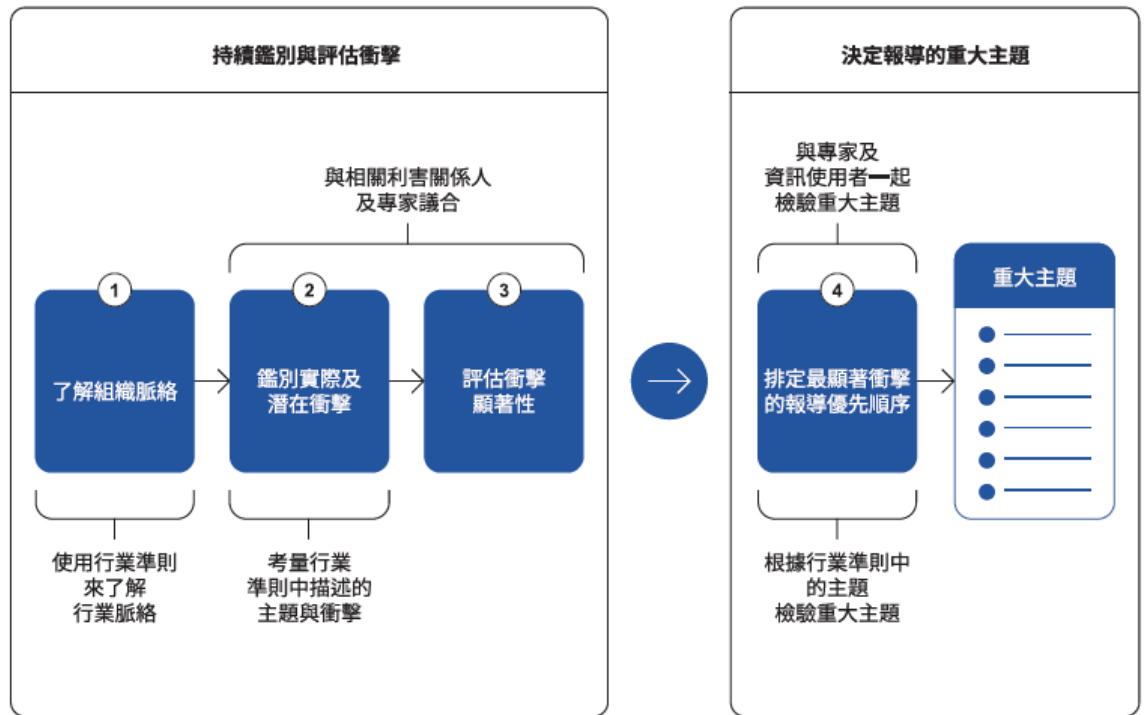 持續鑑別與評估衝擊
與相關利害關係人
及專家議合
1
2
3
了解組織脈絡
鑑別實際及
潛在衝擊
評估衝擊
顯著性
使用行業準則
來了解
行業脈絡
考量行業
準則中描述的
主題與衝擊
決定報導的重大主題
與專家及
資訊使用者一起
檢驗重大主題
4
排定最顯著衝擊
的報導優先順序
根據行業準則中
的主題
檢驗重大主題
重大主題